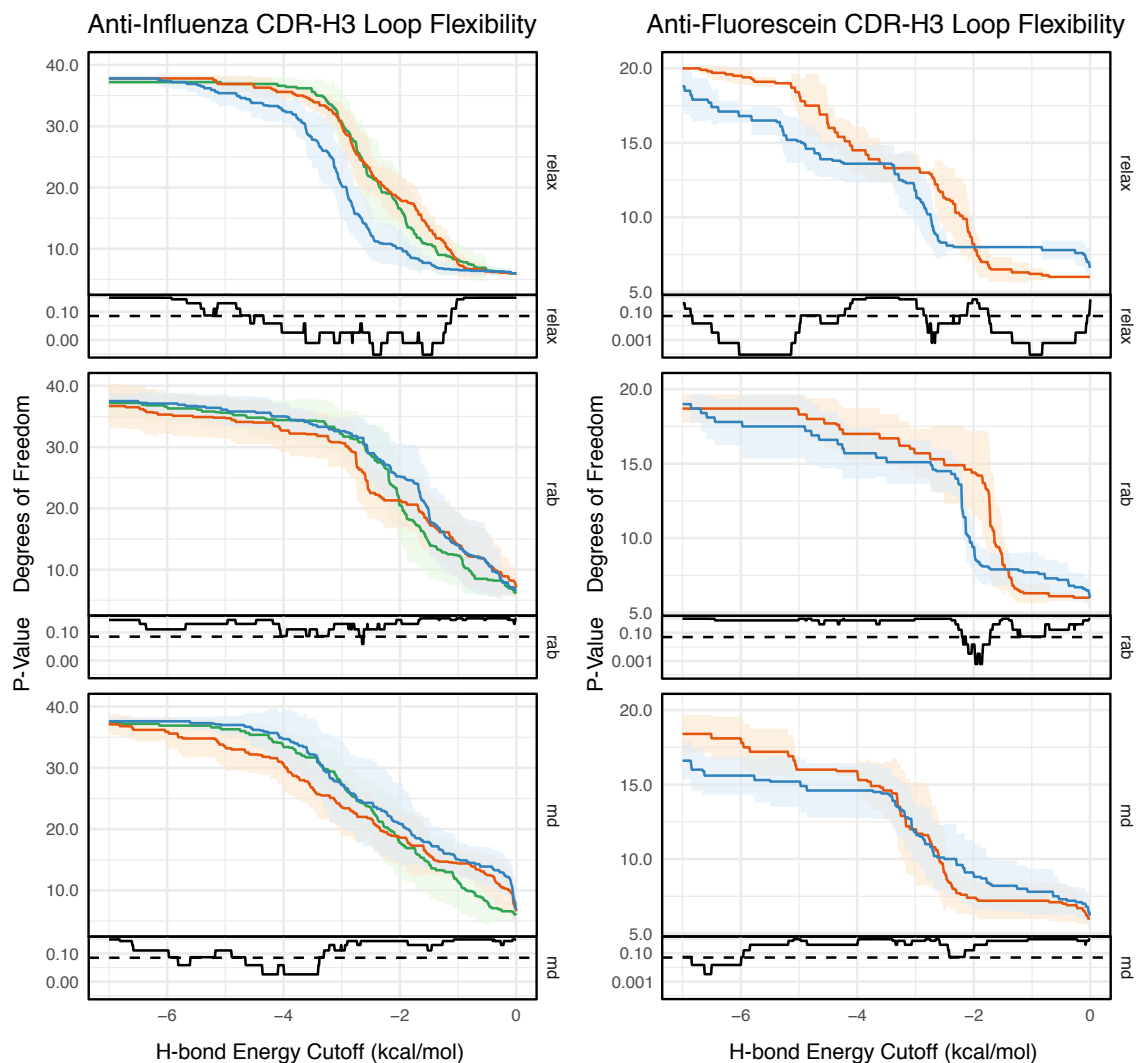 Anti-Influenza CDR-H3 Loop Flexibility
Anti-Fluorescein CDR-H3 Loop Flexibility
40.0
30.0
20.0
10.0
relax
0.10
0.00
relax
40.0
30.0
20.0
10.0
rab
0.10
0.00
rab
40.0
30.0
20.0
10.0
md
0.10
0.00
md
P-Value
Degrees of Freedom
−6
−4
−2
0
H-bond Energy Cutoff (kcal/mol)
20.0
15.0
10.0
5.0
relax
0.10
0.001
relax
20.0
15.0
10.0
5.0
rab
0.10
0.001
rab
20.0
15.0
10.0
5.0
md
0.10
0.001
md
P-Value
Degrees of Freedom
−6
−4
−2
0
H-bond Energy Cutoff (kcal/mol)